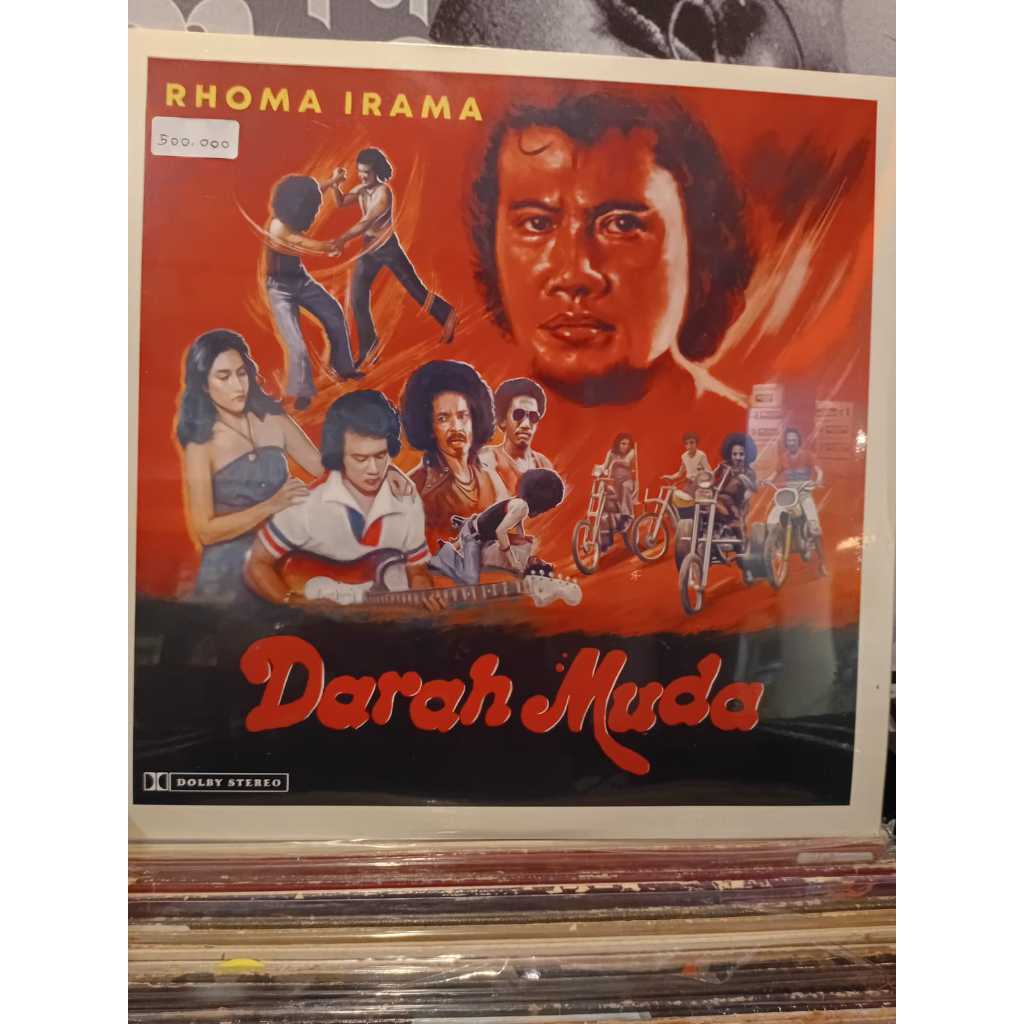 RHOMA IRAMA
500.000
Darah Muda
DOLBY STEREO